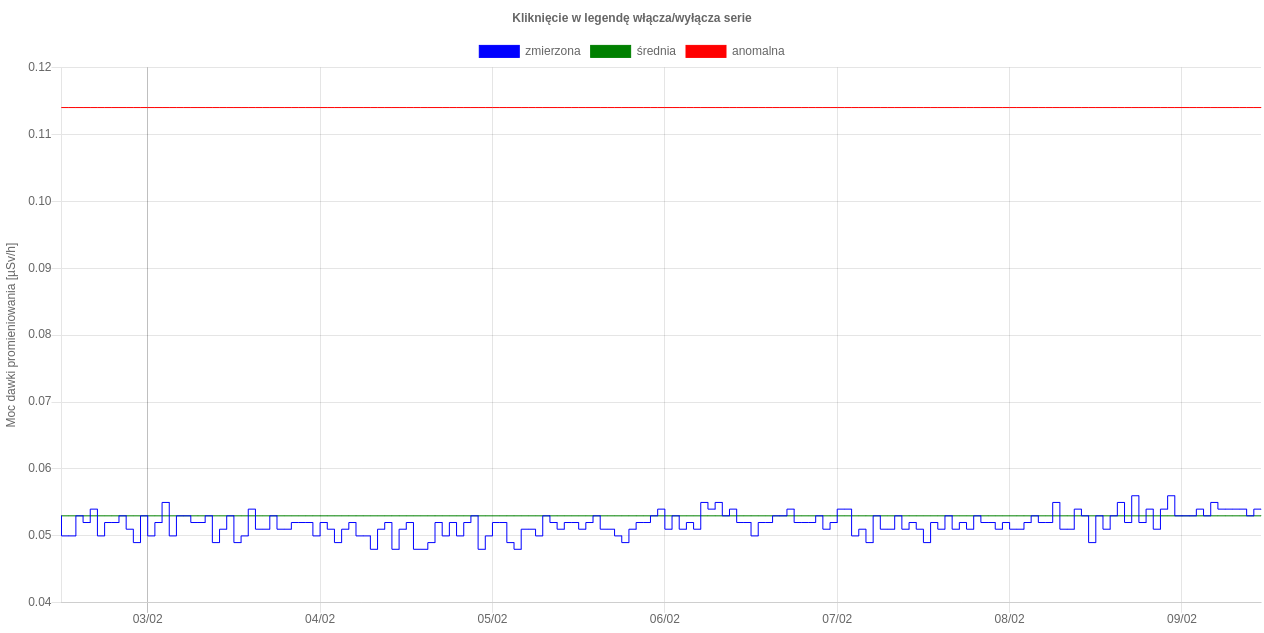 Kliknięcie w legendę włącza/wyłącza serie
zmierzona średnia anomalna
Moc dawki promieniowania [µSv/h]
0.12
0.11
0.10
0.09
0.08
0.07
0.06
0.05
0.04
03/02 04/02 05/02 06/02 07/02 08/02 09/02